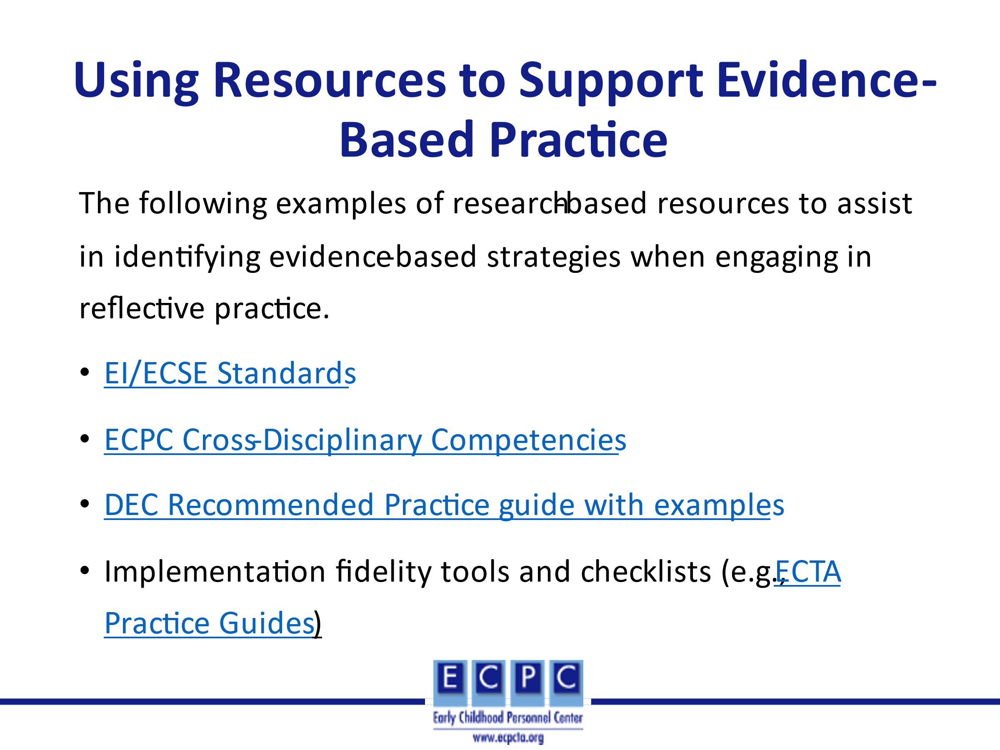 Using Resources to Support Evidence-
Based Practice
The following examples of research-based resources to assist
in identifying evidence-based strategies when engaging in
reflective practice.
• EI/ECSE Standards
• ECPC Cross-Disciplinary Competencies
• DEC Recommended Practice guide with examples
• Implementation fidelity tools and checklists (e.g., ECTA
Practice Guides)
E C P C
Early Childhood Personnel Center
www.ecpcta.org